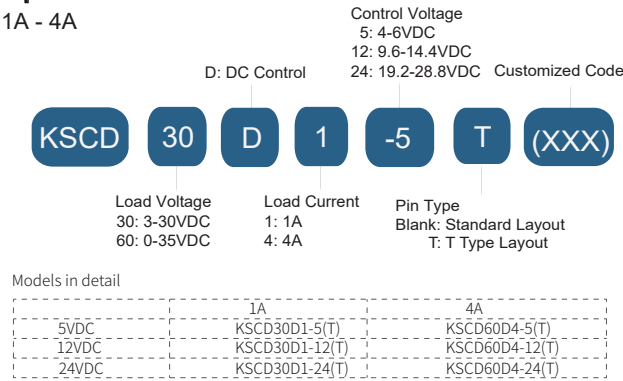 1A - 4A
Control Voltage
5: 4-6VDC
12: 9.6-14.4VDC
24: 19.2-28.8VDC
D: DC Control
Customized Code
KSCD 30 D 1 -5 T (XXX)
Load Voltage
30: 3-30VDC
60: 0-35VDC
Load Current
1: 1A
4: 4A
Pin Type
Blank: Standard Layout
T: T Type Layout
Models in detail
1A 4A
5VDC KSCD30D1-5(T) KSCD60D4-5(T)
12VDC KSCD30D1-12(T) KSCD60D4-12(T)
24VDC KSCD30D1-24(T) KSCD60D4-24(T)